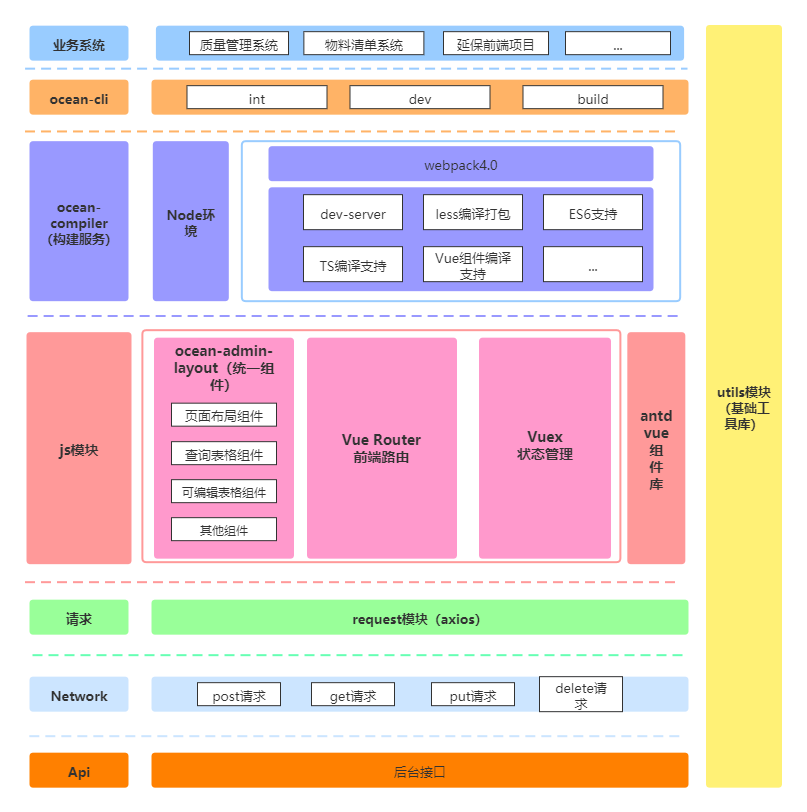 业务系统
质量管理系统
物料清单系统
延保前端项目
...
ocean-cli
int
dev
build
ocean-
compiler
(构建服务)
Node环
境
webpack4.0
dev-server
less编译打包
ES6支持
TS编译支持
Vue组件编译
支持
...
js模块
ocean-admin-
layout（统一组
件）
页面布局组件
查询表格组件
可编辑表格组件
其他组件
Vue Router
前端路由
Vuex
状态管理
antd
vue
组
件
库
utils模块
（基础工
具库）
请求
request模块（axios）
Network
post请求
get请求
put请求
delete请
求
Api
后台接口